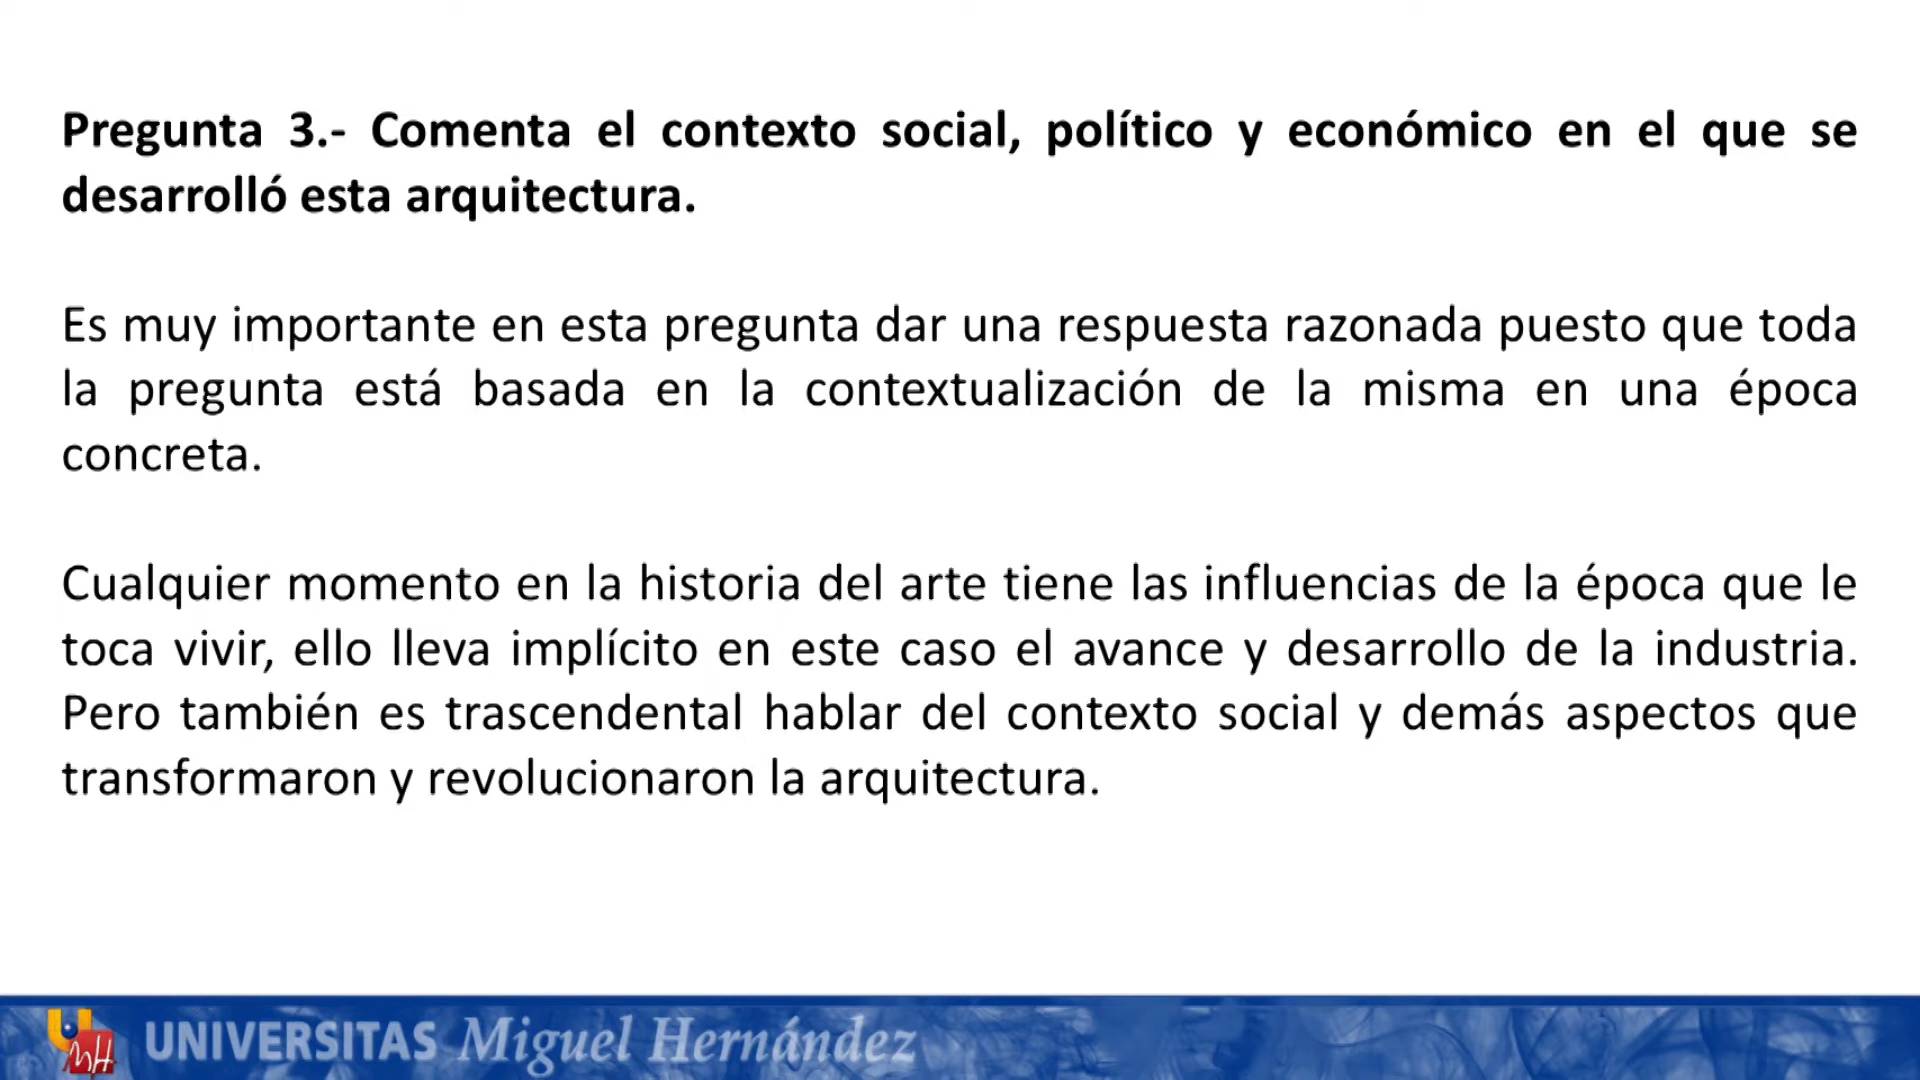 Pregunta 3.- Comenta el contexto social, político y económico en el que se
desarrolló esta arquitectura.
Es muy importante en esta pregunta dar una respuesta razonada puesto que toda
la pregunta está basada en la contextualización de la misma en una época
concreta.
Cualquier momento en la historia del arte tiene las influencias de la época que le
toca vivir, ello lleva implícito en este caso el avance y desarrollo de la industria.
Pero también es trascendental hablar del contexto social y demás aspectos que
transformaron y revolucionaron la arquitectura.
UNIVERSITAS Miguel Hernández